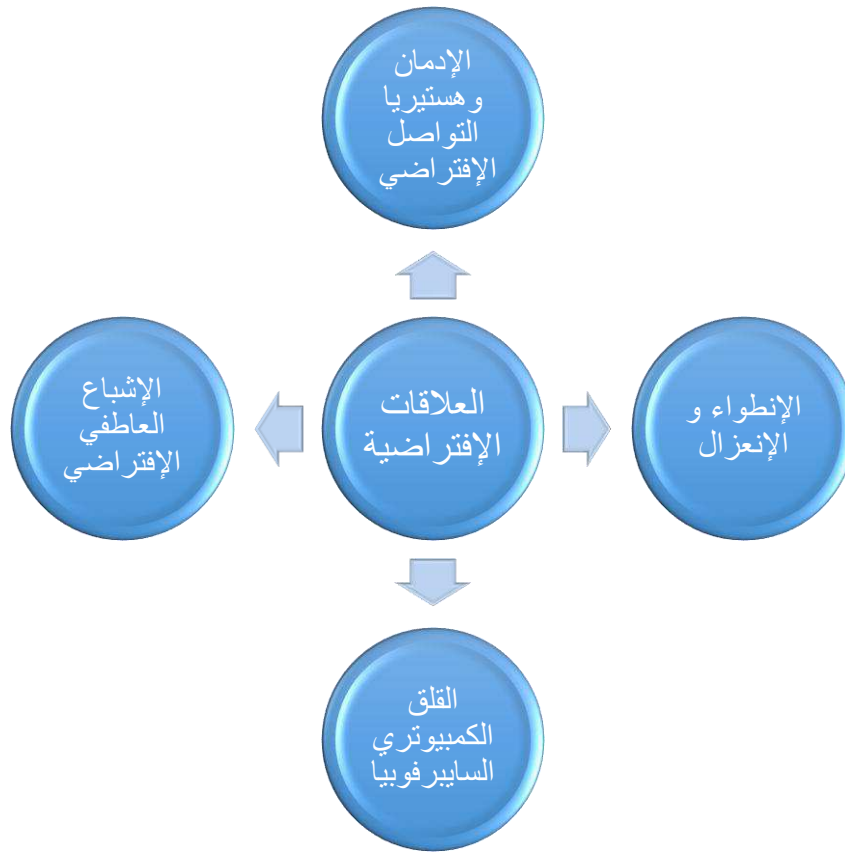 الإدمان
وهستيريا
التواصل
الإفتراضي
الإنطواء و
الإنعزال
العلاقات
الإفتراضية
الإشباع
العاطفي
الإفتراضي
القلق
الكمبيوتري
السايبرفوبيا